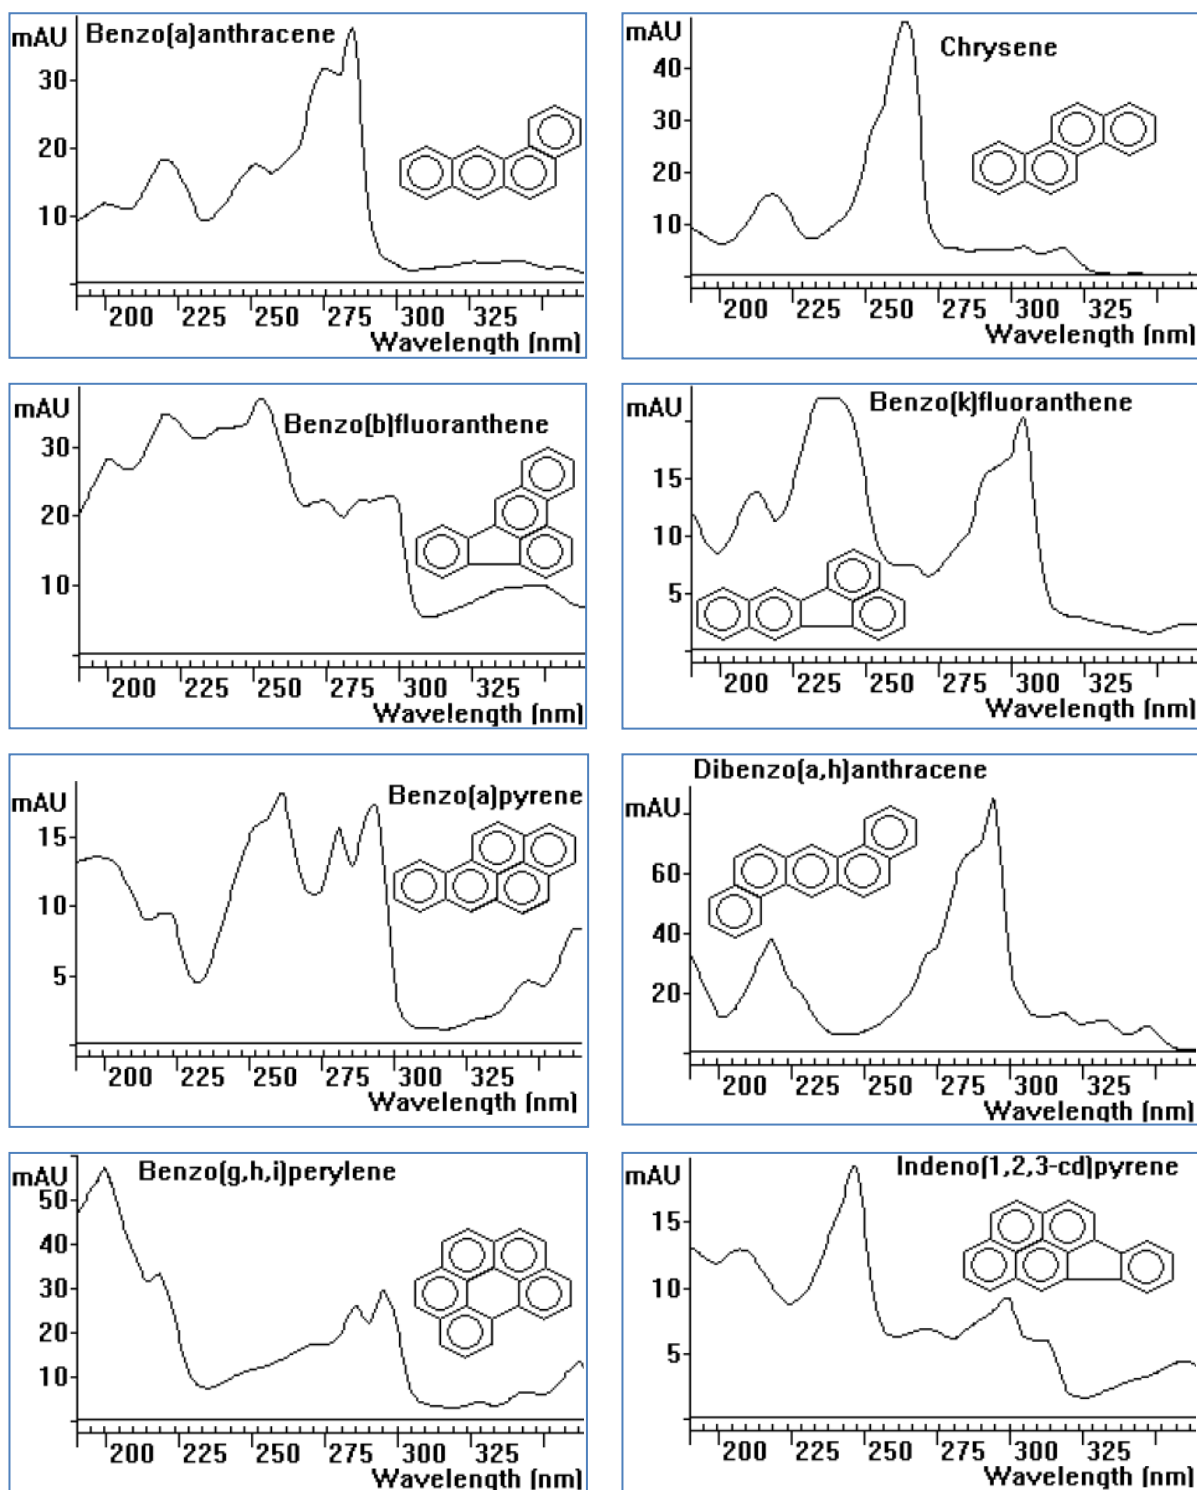 mAU
Benzo(a)anthracene
30
20
10
200 225 250 275 300 325
Wavelength (nm)
mAU
Chrysene
40
30
20
10
200 225 250 275 300 325
Wavelength (nm)
mAU
Benzo(b)fluoranthene
30
20
10
200 225 250 275 300 325
Wavelength (nm)
mAU
Benzo(k)fluoranthene
15
10
5
200 225 250 275 300 325
Wavelength (nm)
mAU
Benzo(a)pyrene
15
10
5
200 225 250 275 300 325
Wavelength (nm)
Dibenzo(a,h)anthracene
mAU
60
40
20
200 225 250 275 300 325
Wavelength (nm)
mAU
Benzo(g,h,i)perylene
50
40
30
20
10
200 225 250 275 300 325
Wavelength (nm)
mAU
Indeno(1,2,3-cd)pyrene
15
10
5
200 225 250 275 300 325
Wavelength (nm)